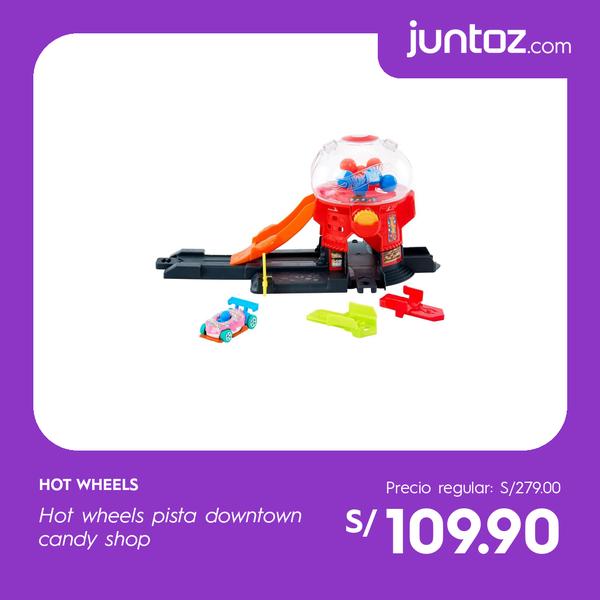 juntoz.com
HOT WHEELS
Hot wheels pista downtown
candy shop
Precio regular: S/279.00
S/109.90